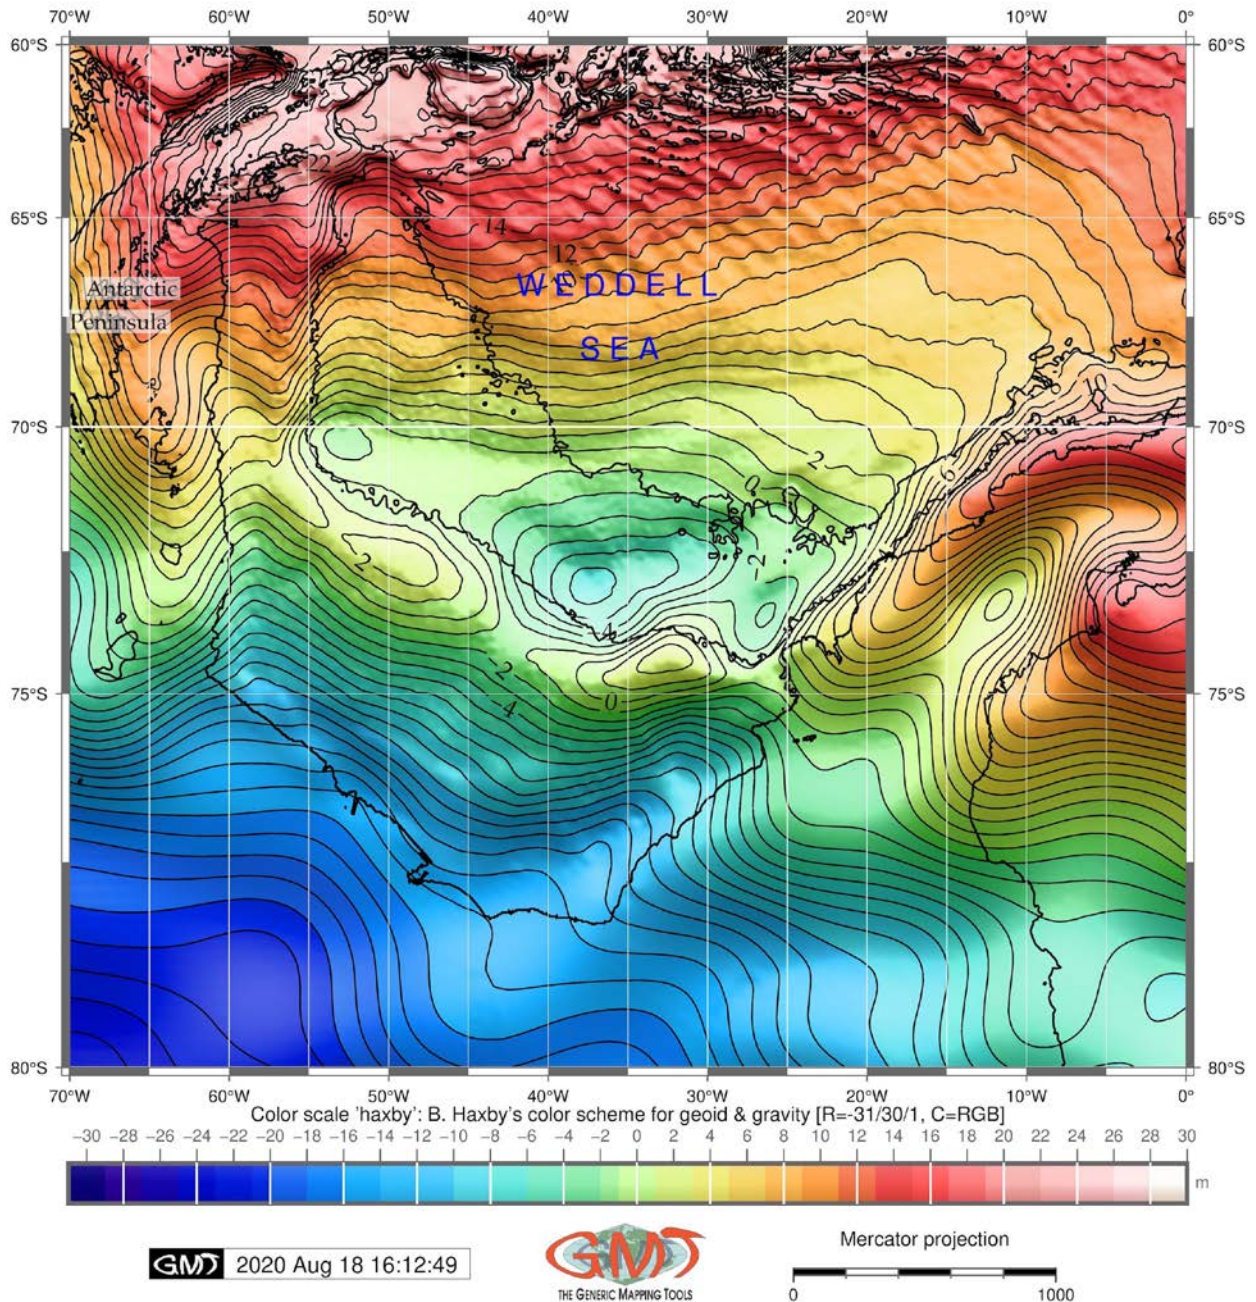 70°W 60°W 50°W 40°W 30°W 20°W 10°W 0°
60°S 60°S
14
65°S 65°S
12
Antarctic
WEDDELL
Peninsula
SEA
70°S 70°S
2
0
6
2
-2
-4
-2
0
75°S 75°S
-4
80°S 80°S
70°W 60°W 50°W 40°W 30°W 20°W 10°W 0°
Color scale 'haxby': B. Haxby's color scheme for geoid & gravity [R=-31/30/1, C=RGB]
−30 −28 −26 −24 −22 −20 −18 −16 −14 −12 −10 −8 −6 −4 −2 0 2 4 6 8 10 12 14 16 18 20 22 24 26 28 30
m
GMT 2020 Aug 18 16:12:49
GMT
THE GENERIC MAPPING TOOLS
Mercator projection
0 1000